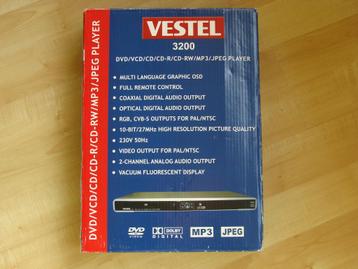 VESTEL
3200
DVD/VCD/CD/CD-R/CD-RW/MP3/JPEG PLAYER
MULTI LANGUAGE GRAPHIC OSD
FULL REMOTE CONTROL
COAXIAL DIGITAL AUDIO OUTPUT
OPTICAL DIGITAL AUDIO OUTPUT
RGB, CVB-S OUTPUTS FOR PAL/NTSC
10-BIT/27MHz HIGH RESOLUTION PICTURE QUALITY
230V 50Hz
VIDEO OUTPUT FOR PAL/NTSC
2-CHANNEL ANALOG AUDIO OUTPUT
VACUUM FLUORESCENT DISPLAY
DVD VIDEO
DOLBY DIGITAL
MP3
JPEG
DVD/VCD/CD/CD-R/CD-RW/MP3/JPEG PLAYER